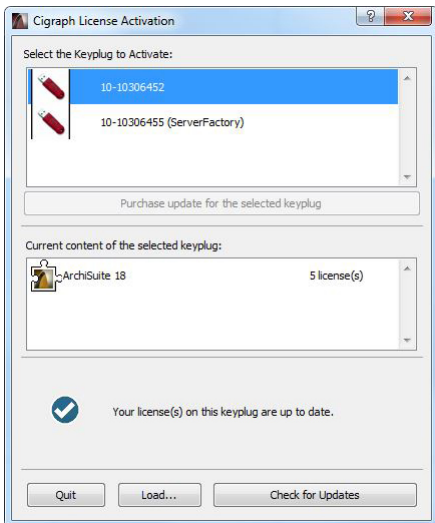 Cigraph License Activation
Select the Keyplug to Activate:
10-10306452
10-10306455 (ServerFactory)
Purchase update for the selected keyplug
Current content of the selected keyplug:
ArchiSuite 18 5 license(s)
Your license(s) on this keyplug are up to date.
Quit Load... Check for Updates